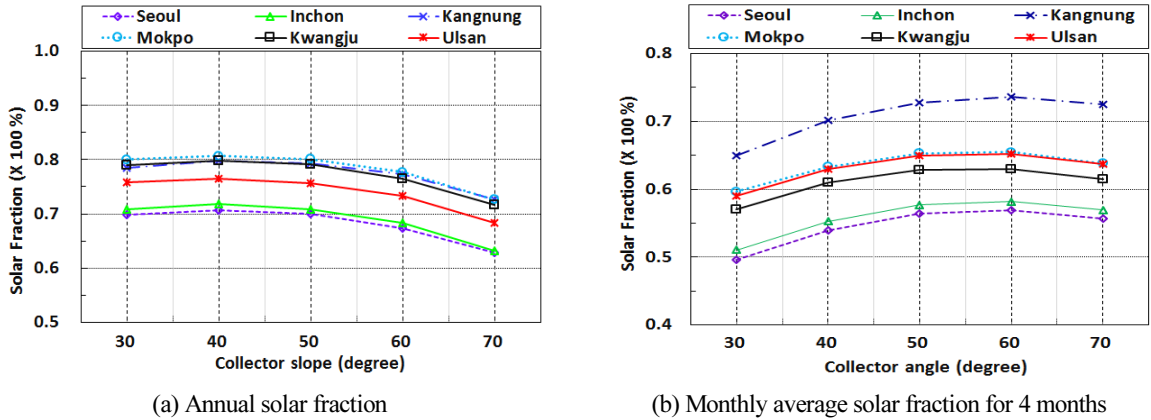 Seoul Inchon Kangnung
Mokpo Kwangju Ulsan
1.0
0.9
0.8
0.7
0.6
0.5
Solar Fraction (X 100 %)
30 40 50 60 70
Collector slope (degree)
(a) Annual solar fraction
Seoul Inchon Kangnung
Mokpo Kwangju Ulsan
0.8
0.7
0.6
0.5
0.4
Solar Fraction (X 100 %)
30 40 50 60 70
Collector angle (degree)
(b) Monthly average solar fraction for 4 months